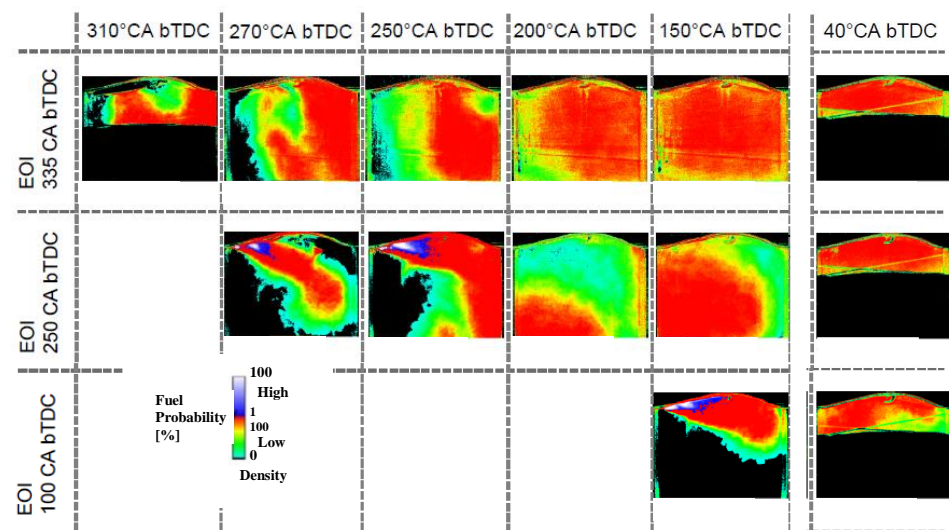 310°CA bTDC 270°CA bTDC 250°CA bTDC 200°CA bTDC 150°CA bTDC 40°CA bTDC
EOI
335 CA bTDC
EOI
250 CA bTDC
EOI
100 CA bTDC
Fuel
Probability
[%]
100
High
1
100
Low
0
Density